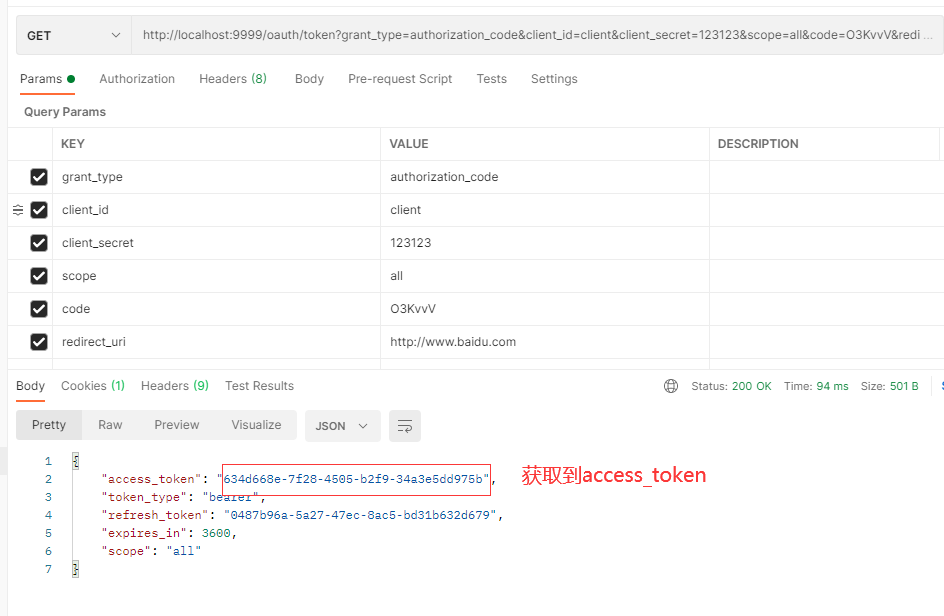 GET http://localhost:9999/oauth/token?grant_type=authorization_code&client_id=client&client_secret=123123&scope=all&code=O3KvvV&redi ...
Params Authorization Headers (8) Body Pre-request Script Tests Settings
Query Params
KEY VALUE DESCRIPTION
grant_type authorization_code
client_id client
client_secret 123123
scope all
code O3KvvV
redirect_uri http://www.baidu.com
Body Cookies (1) Headers (9) Test Results Status: 200 OK Time: 94 ms Size: 501 B
Pretty Raw Preview Visualize JSON
1 {
2 "access_token": "634d668e-7f28-4505-b2f9-34a3e5dd975b", 获取到access_token
3 "token_type": "bearer",
4 "refresh_token": "0487b96a-5a27-47ec-8ac5-bd31b632d679",
5 "expires_in": 3600,
6 "scope": "all"
7 }